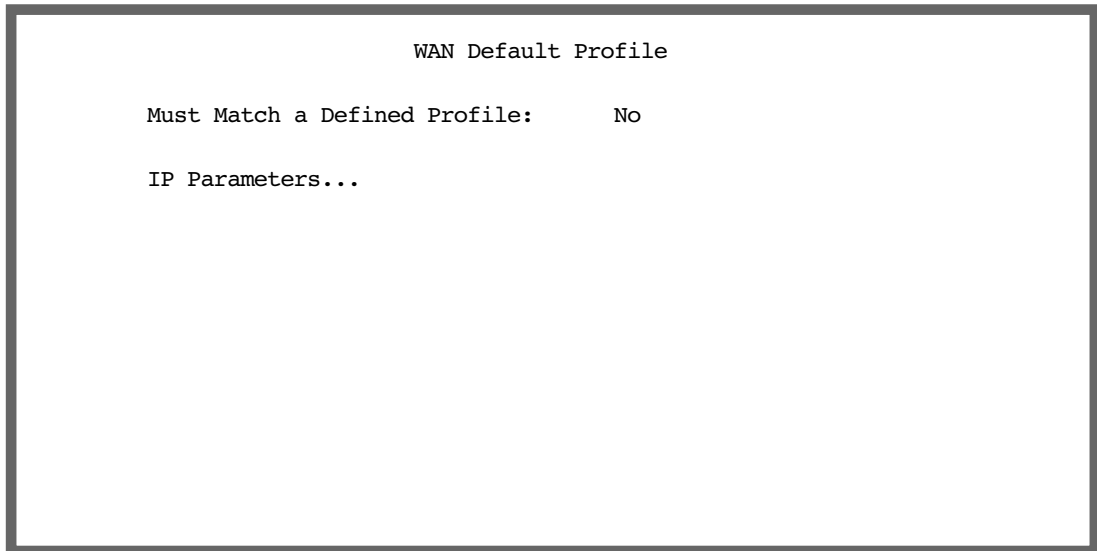 WAN Default Profile
Must Match a Defined Profile: No
IP Parameters...